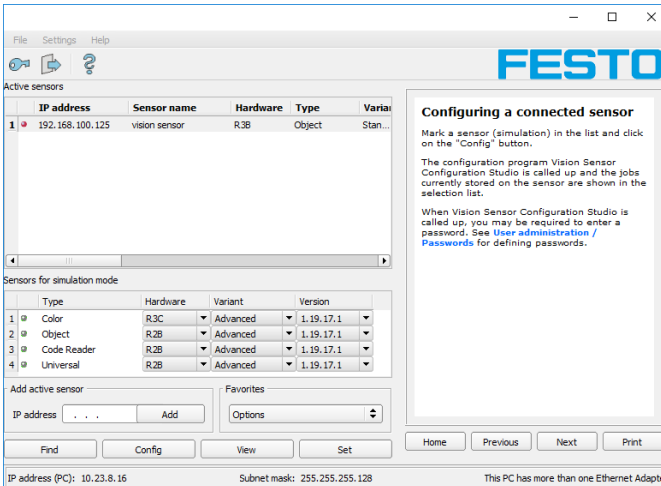 File Settings Help
FESTO
Active sensors
IP address Sensor name Hardware Type Varia
1 192.168.100.125 vision sensor R3B Object Stan...
Sensors for simulation mode
Type Hardware Variant Version
1 Color R3C Advanced 1.19.17.1
2 Object R2B Advanced 1.19.17.1
3 Code Reader R2B Advanced 1.19.17.1
4 Universal R2B Advanced 1.19.17.1
Add active sensor
IP address . . . Add
Favorites
Options
Find Config View Set
Configuring a connected sensor
Mark a sensor (simulation) in the list and click
on the "Config" button.
The configuration program Vision Sensor
Configuration Studio is called up and the jobs
currently stored on the sensor are shown in the
selection list.
When Vision Sensor Configuration Studio is
called up, you may be required to enter a
password. See User administration /
Passwords for defining passwords.
Home Previous Next Print
IP address (PC): 10.23.8.16 Subnet mask: 255.255.255.128 This PC has more than one Ethernet Adapt